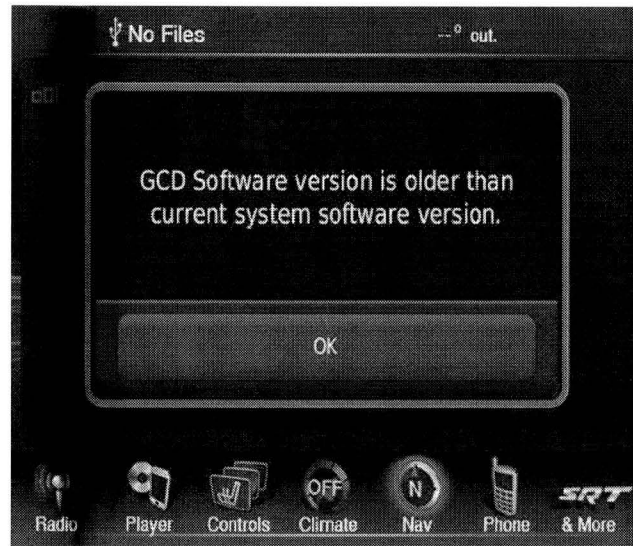 No Files
--° out.
GCD Software version is older than
current system software version.
OK
OFF
N
Radio
Player
Controls
Climate
Nav
Phone
SRT
& More